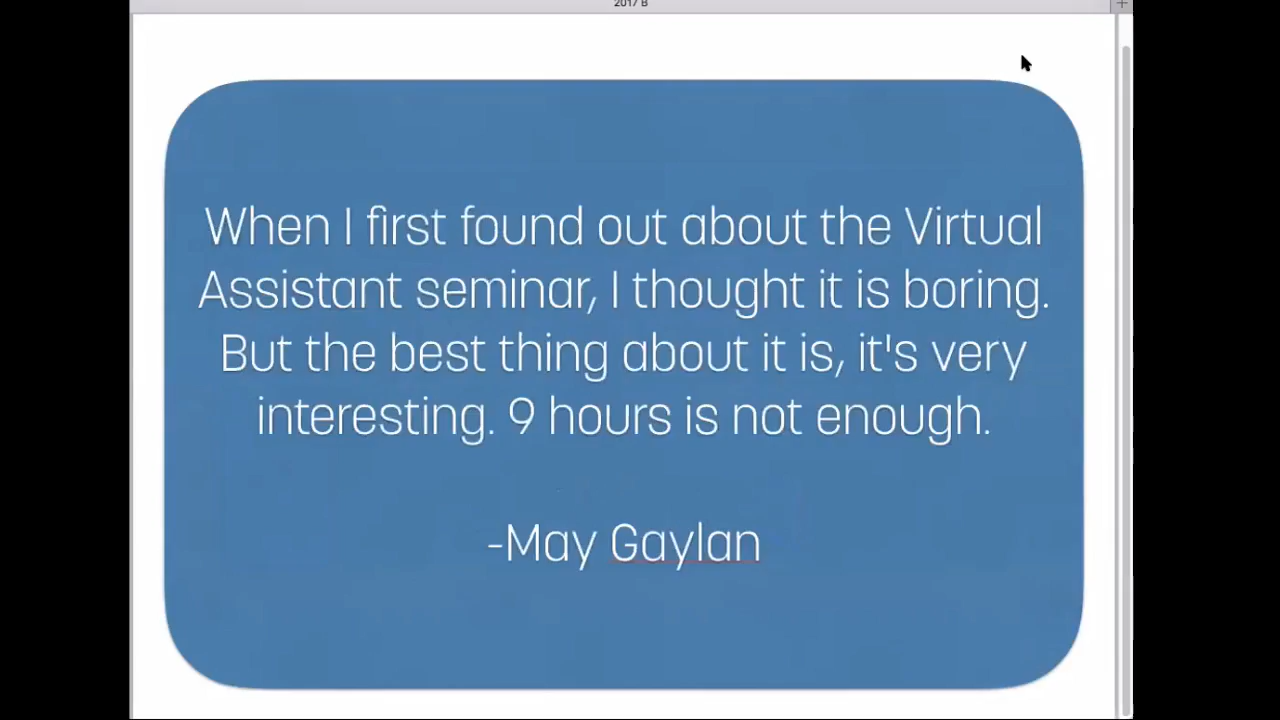 2017 B
When I first found out about the Virtual
Assistant seminar, I thought it is boring.
But the best thing about it is, it's very
interesting. 9 hours is not enough.
-May Gaylan